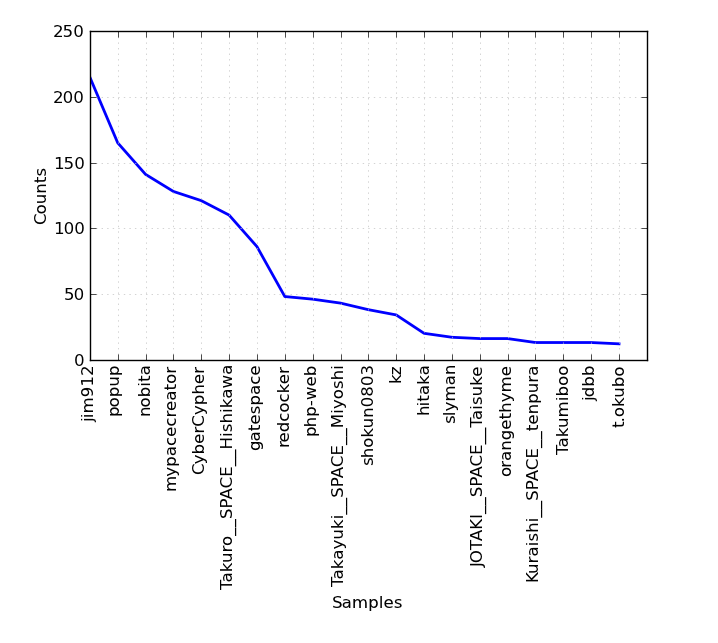 250
200
150
100
50
0
Counts
jim912
popup
nobita
mypacecreator
CyberCypher
Takuro__SPACE__Hishikawa
gatespace
redcocker
php-web
Takayuki__SPACE__Miyoshi
shokun0803
kz
hitaka
slyman
JOTAKI__SPACE__Taisuke
orangethyme
Kuraishi__SPACE__tenpura
Takumiboo
jdbb
t.okubo
Samples